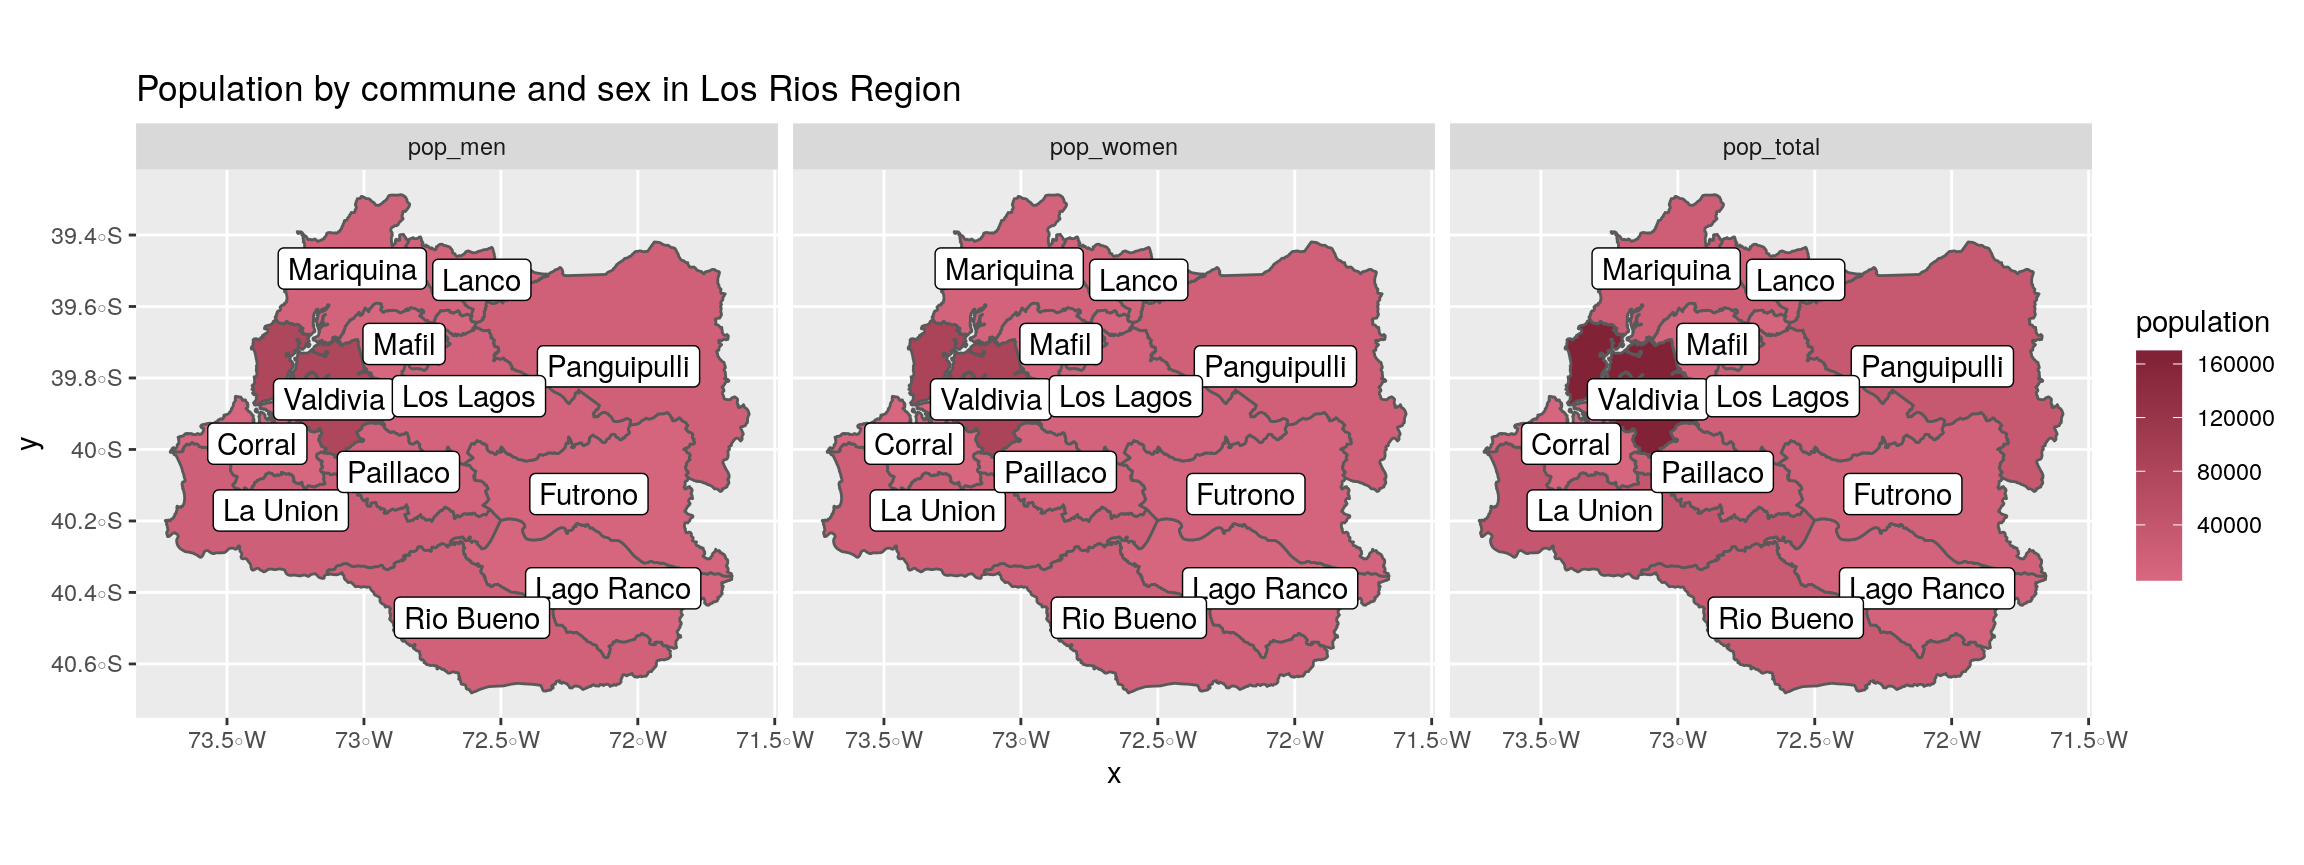 Population by commune and sex in Los Rios Region
pop_men pop_women pop_total
39.4°S
39.6°S
39.8°S
40°S
40.2°S
40.4°S
40.6°S
y
Mariquina
Lanco
Mafil
Panguipulli
Valdivia
Los Lagos
Corral
Paillaco
Futrono
La Union
Lago Ranco
Rio Bueno
Mariquina
Lanco
Mafil
Panguipulli
Valdivia
Los Lagos
Corral
Paillaco
Futrono
La Union
Lago Ranco
Rio Bueno
Mariquina
Lanco
Mafil
Panguipulli
Valdivia
Los Lagos
Corral
Paillaco
Futrono
La Union
Lago Ranco
Rio Bueno
73.5°W 73°W 72.5°W 72°W 71.5°W 73.5°W 73°W 72.5°W 72°W 71.5°W 73.5°W 73°W 72.5°W 72°W 71.5°W
x
population
160000
120000
80000
40000